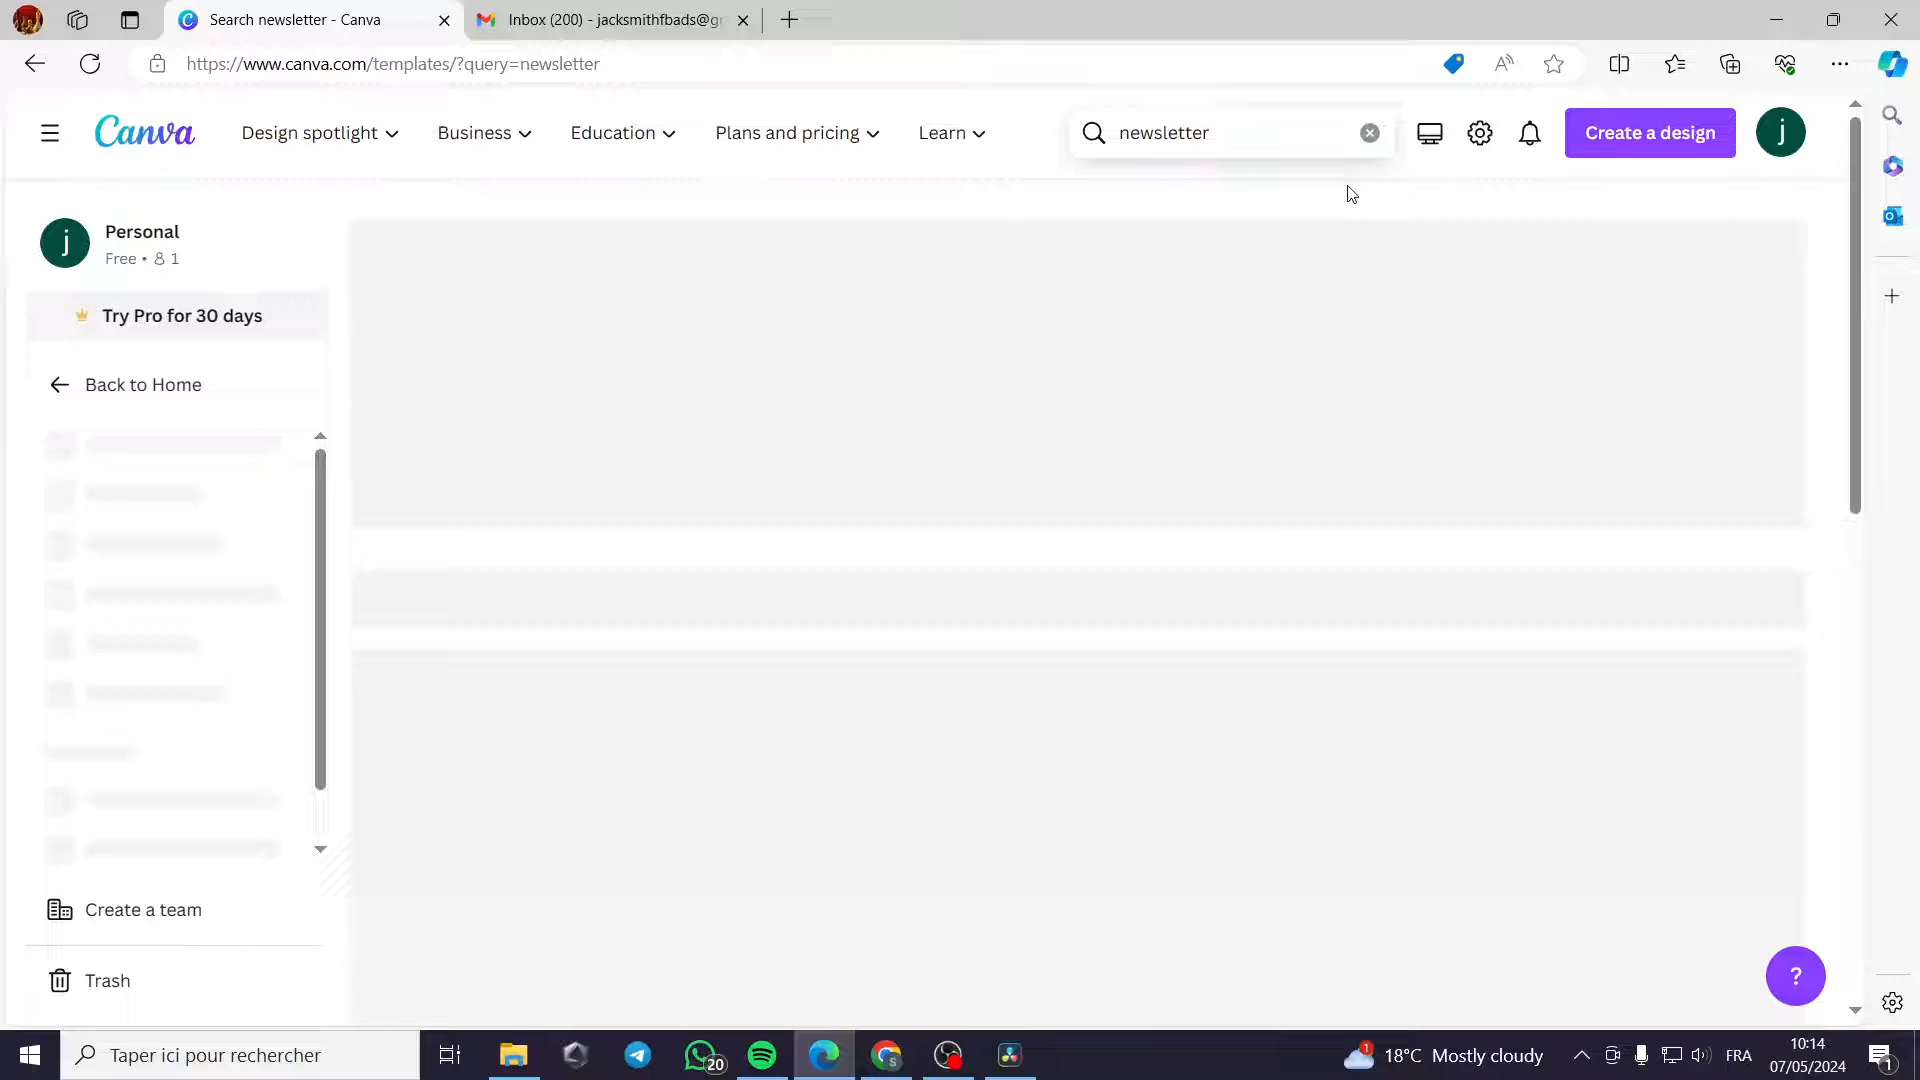 Search newsletter - Canva
Inbox (200) - jacksmithfbads@g
https://www.canva.com/templates/?query=newsletter
Canva
Design spotlight
Business
Education
Plans and pricing
Learn
newsletter
Create a design
j
j
Personal
Free • 1
Try Pro for 30 days
Back to Home
Create a team
Trash
?
Taper ici pour rechercher
20
1
18°C Mostly cloudy
FRA
10:14
07/05/2024
1